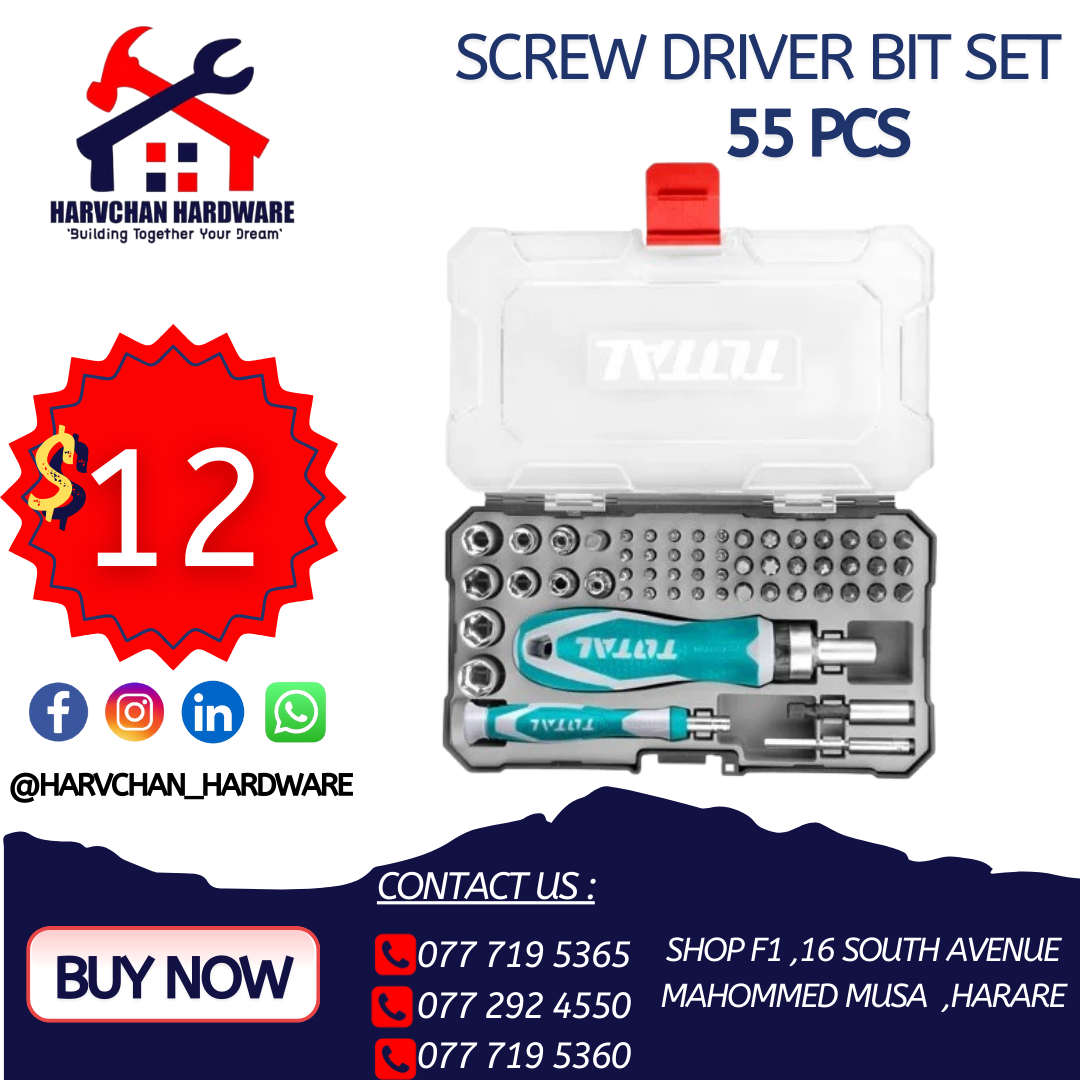 HARVCHAN HARDWARE
'Building Together Your Dream'
SCREW DRIVER BIT SET
55 PCS
TOTAL
$12
TOTAL
TOTAL
@HARVCHAN_HARDWARE
CONTACT US :
BUY NOW
077 719 5365
077 292 4550
077 719 5360
SHOP F1 ,16 SOUTH AVENUE
MAHOMMED MUSA ,HARARE